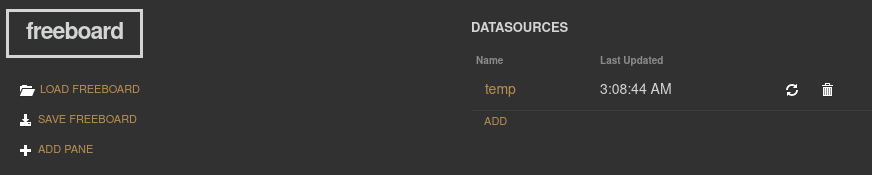 freeboard
LOAD FREEBOARD
SAVE FREEBOARD
ADD PANE
DATASOURCES
Name Last Updated
temp 3:08:44 AM
ADD